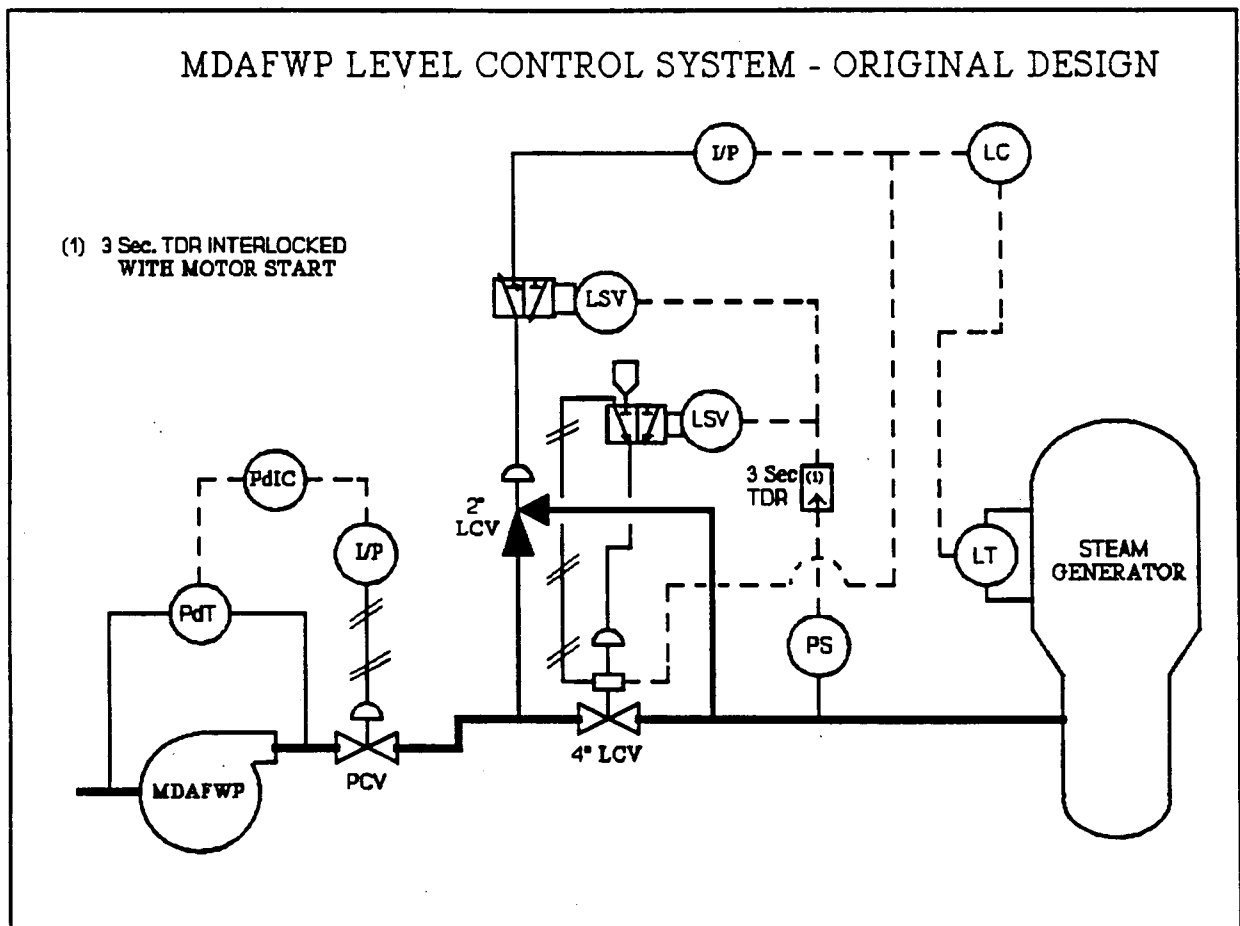 MDAFWP LEVEL CONTROL SYSTEM - ORIGINAL DESIGN
I/P
LC
(1) 3 Sec. TDR INTERLOCKED
WITH MOTOR START
LSV
LSV
3 Sec (1)
TDR
PdIC
2"
LCV
I/P
LT
STEAM
GENERATOR
PdT
PS
MDAFWP
PCV
4" LCV